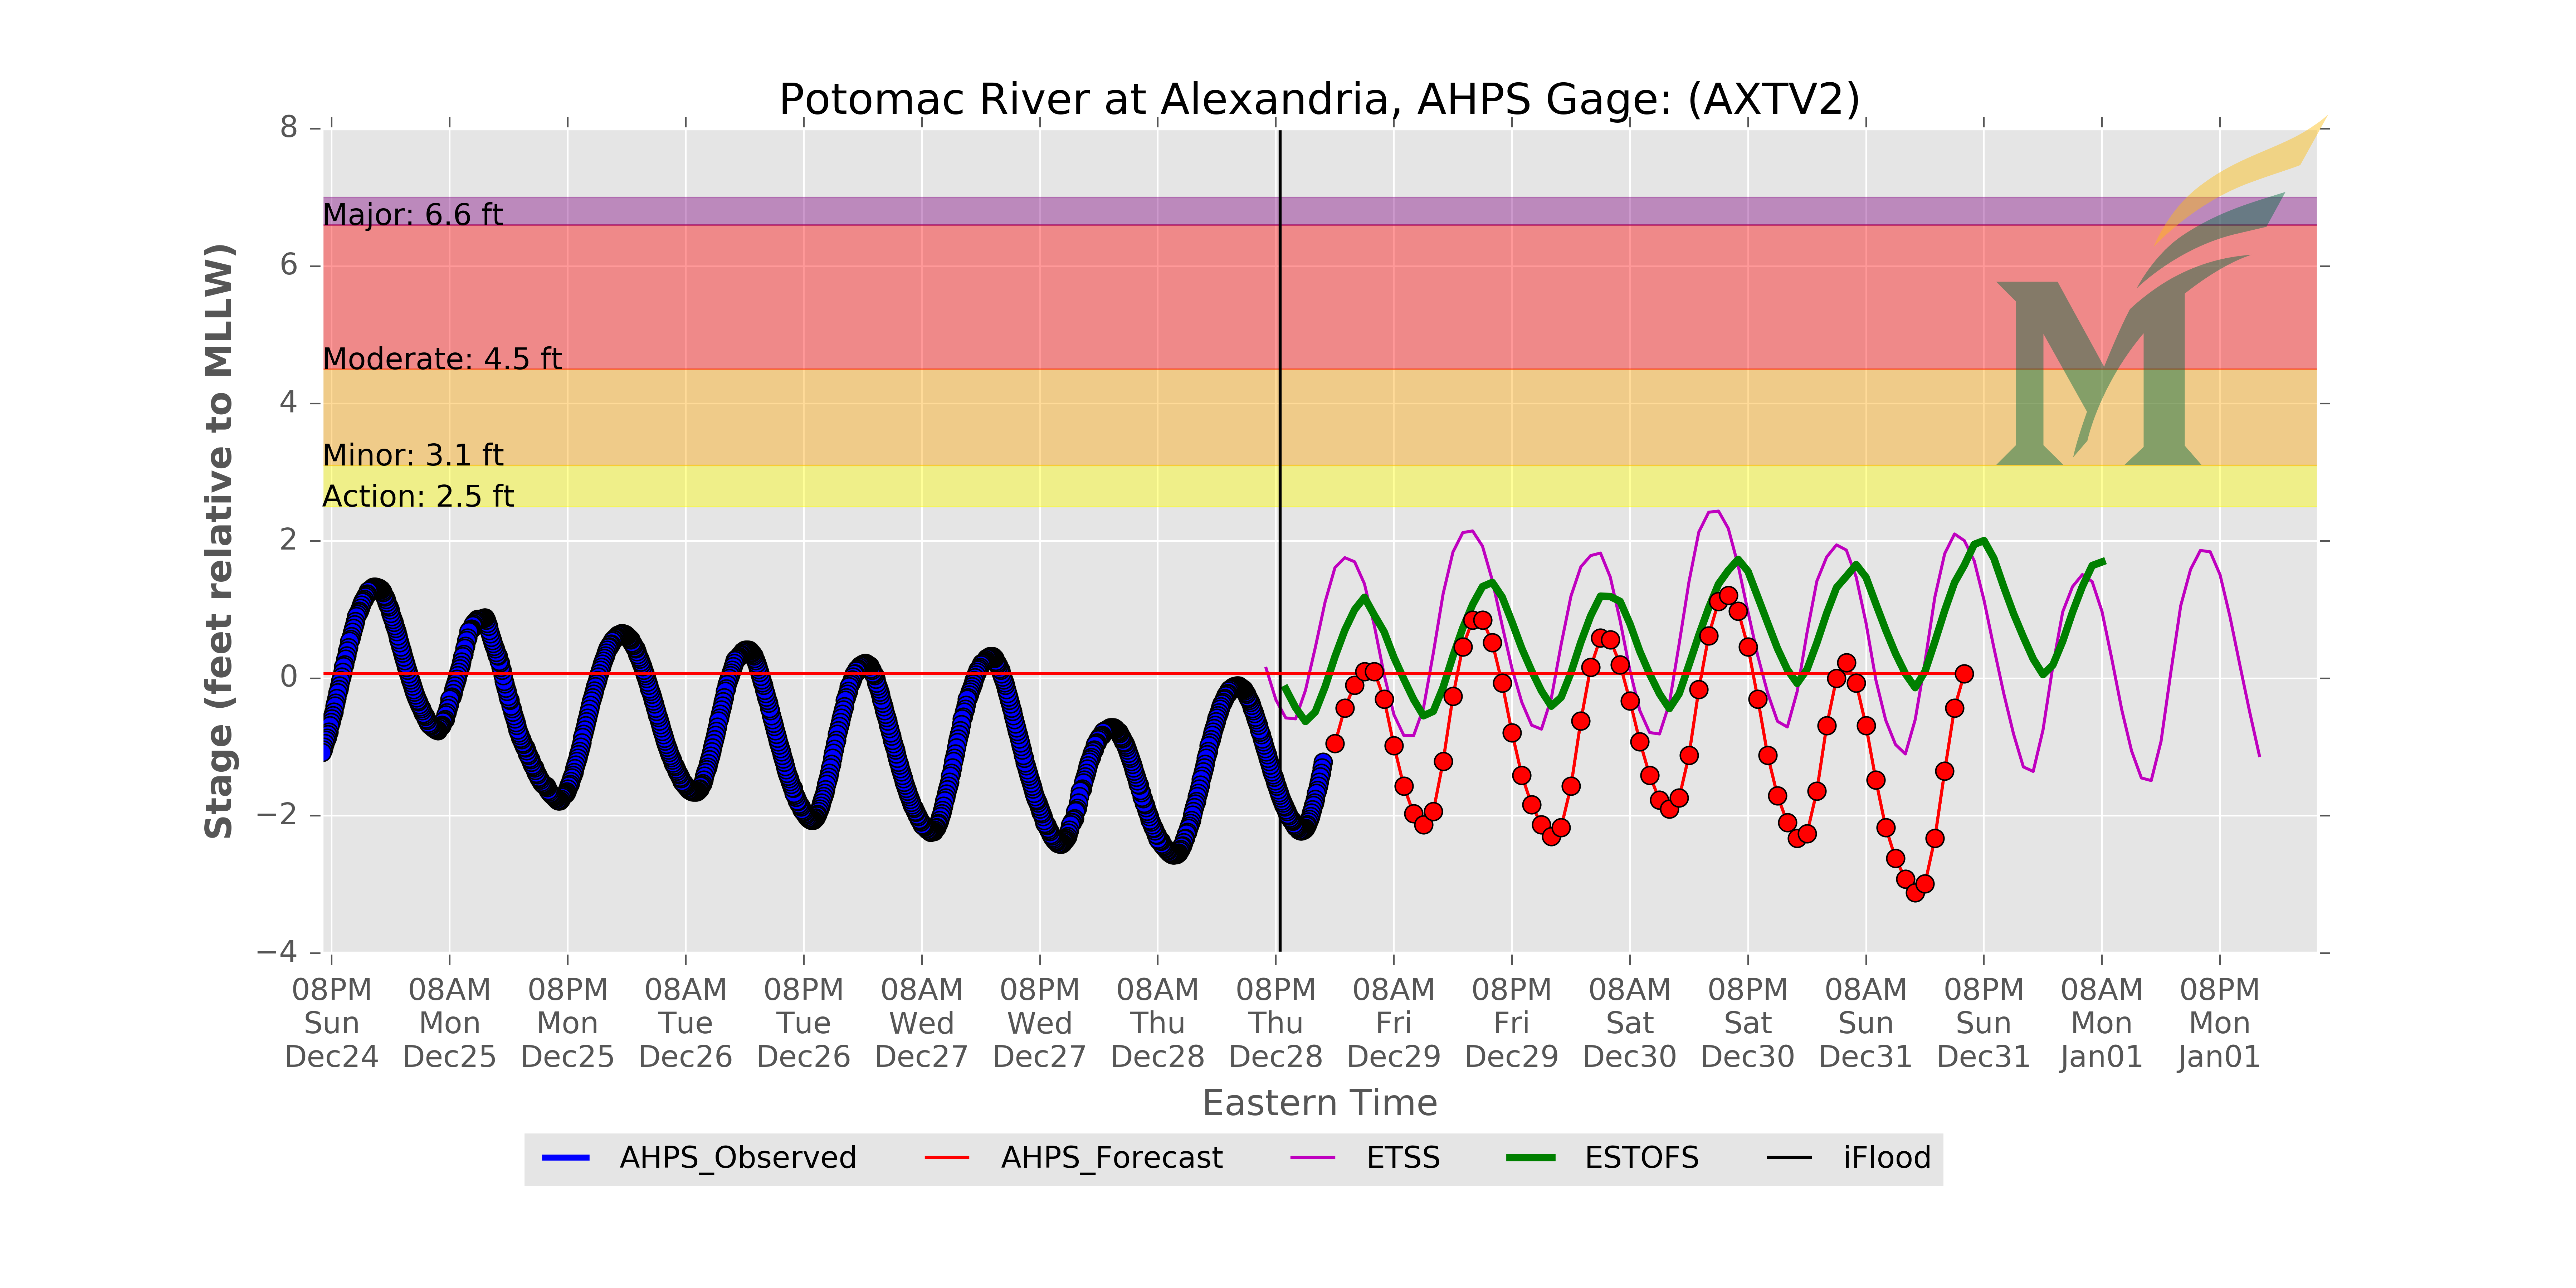 Potomac River at Alexandria, AHPS Gage: (AXTV2)
Stage (feet relative to MLLW)
8
6
4
2
0
−2
−4
Major: 6.6 ft
Moderate: 4.5 ft
Minor: 3.1 ft
Action: 2.5 ft
M
08PM 08AM 08PM 08AM 08PM 08AM 08PM 08AM 08PM 08AM 08PM 08AM 08PM 08AM 08PM 08AM 08PM
Sun Mon Mon Tue Tue Wed Wed Thu Thu Fri Fri Sat Sat Sun Sun Mon Mon
Dec24 Dec25 Dec25 Dec26 Dec26 Dec27 Dec27 Dec28 Dec28 Dec29 Dec29 Dec30 Dec30 Dec31 Dec31 Jan01 Jan01
Eastern Time
AHPS_Observed AHPS_Forecast ETSS ESTOFS iFlood